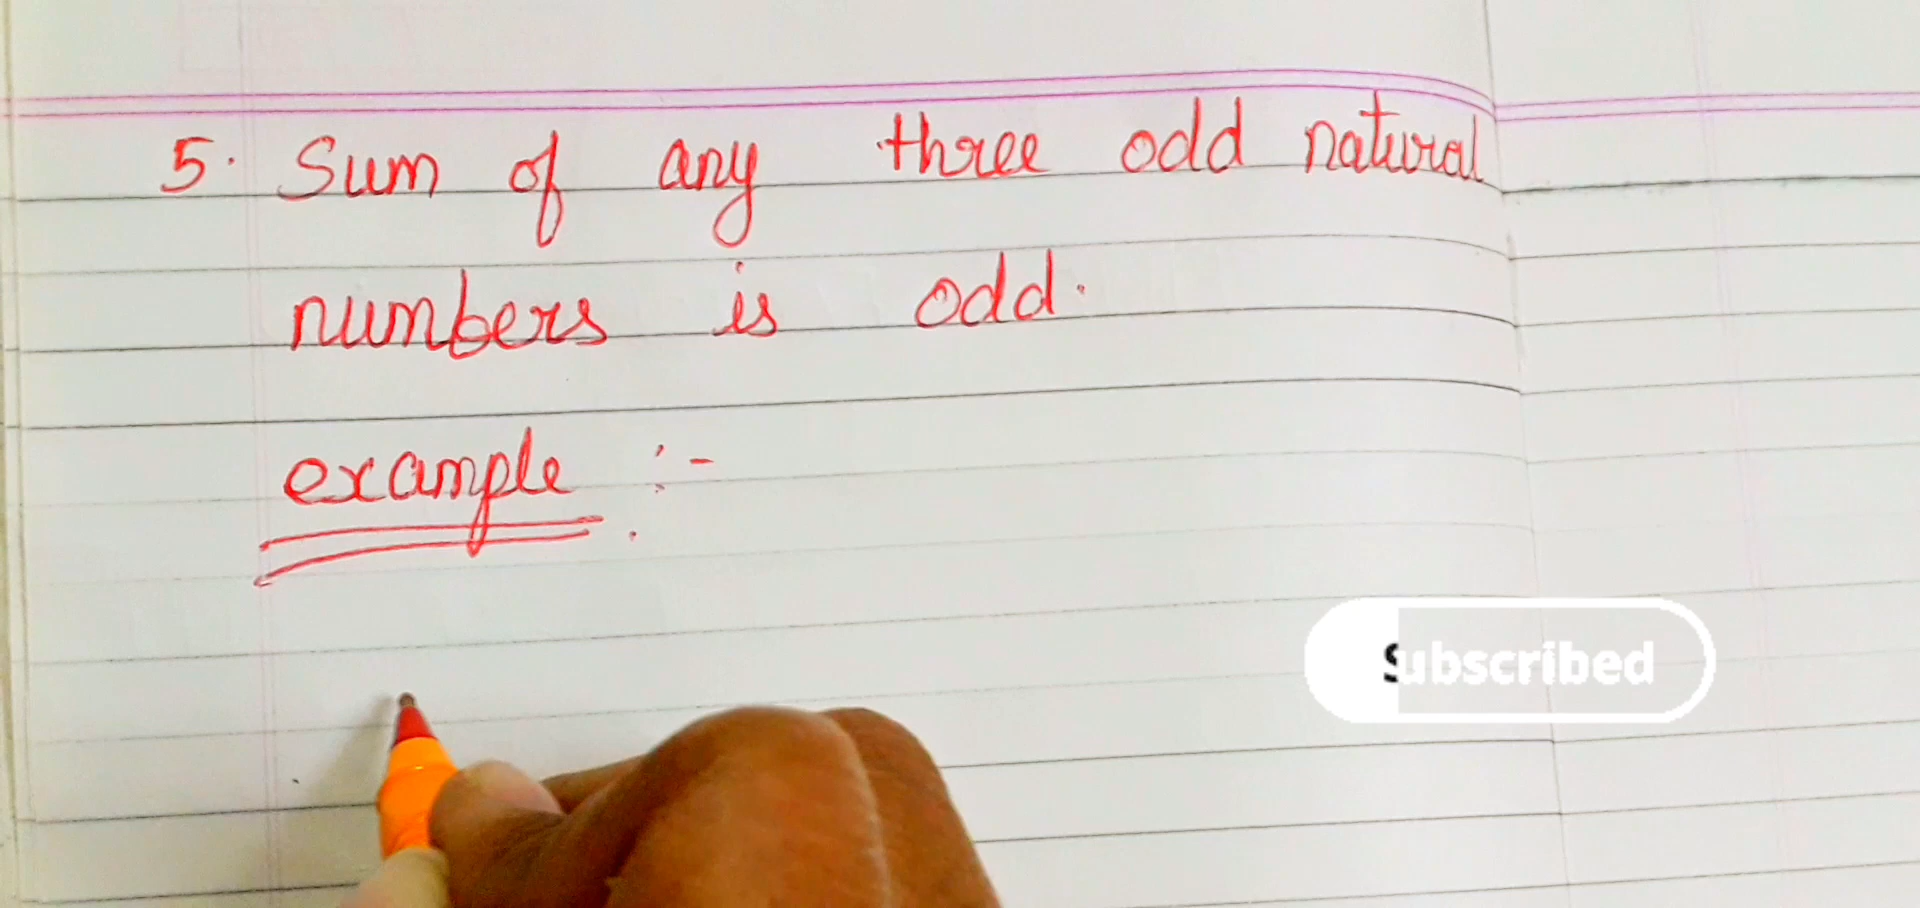 5. Sum of any three odd natural
numbers is odd.
example :-
Subscribed